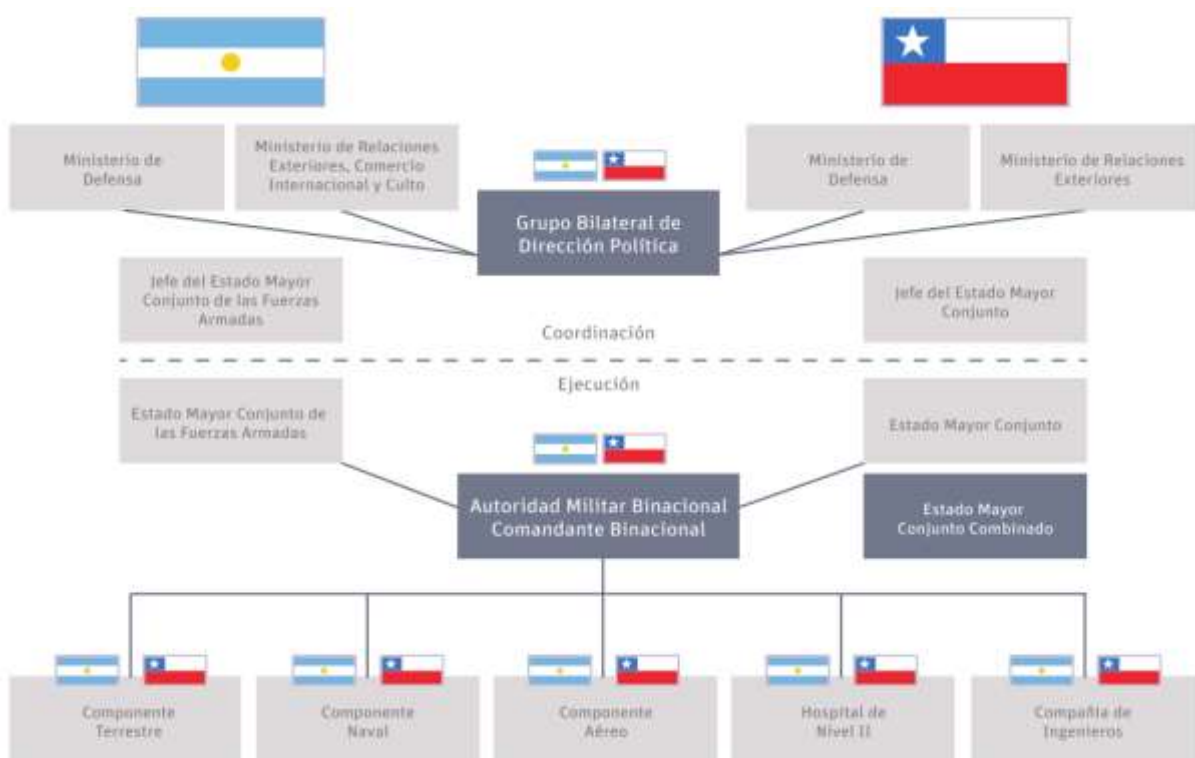 Ministerio de
Defensa
Ministerio de Relaciones
Exteriores, Comercio
Internacional y Culto
Grupo Bilateral de
Dirección Política
Ministerio de
Defensa
Ministerio de Relaciones
Exteriores
Jefe del Estado Mayor
Conjunto de las Fuerzas
Armadas
Coordinación
Jefe del Estado Mayor
Conjunto
Ejecución
Estado Mayor Conjunto de
las Fuerzas Armadas
Estado Mayor Conjunto
Autoridad Militar Binacional
Comandante Binacional
Estado Mayor
Conjunto Combinado
Componente
Terrestre
Componente
Naval
Componente
Aéreo
Hospital de
Nivel II
Compañía de
Ingenieros